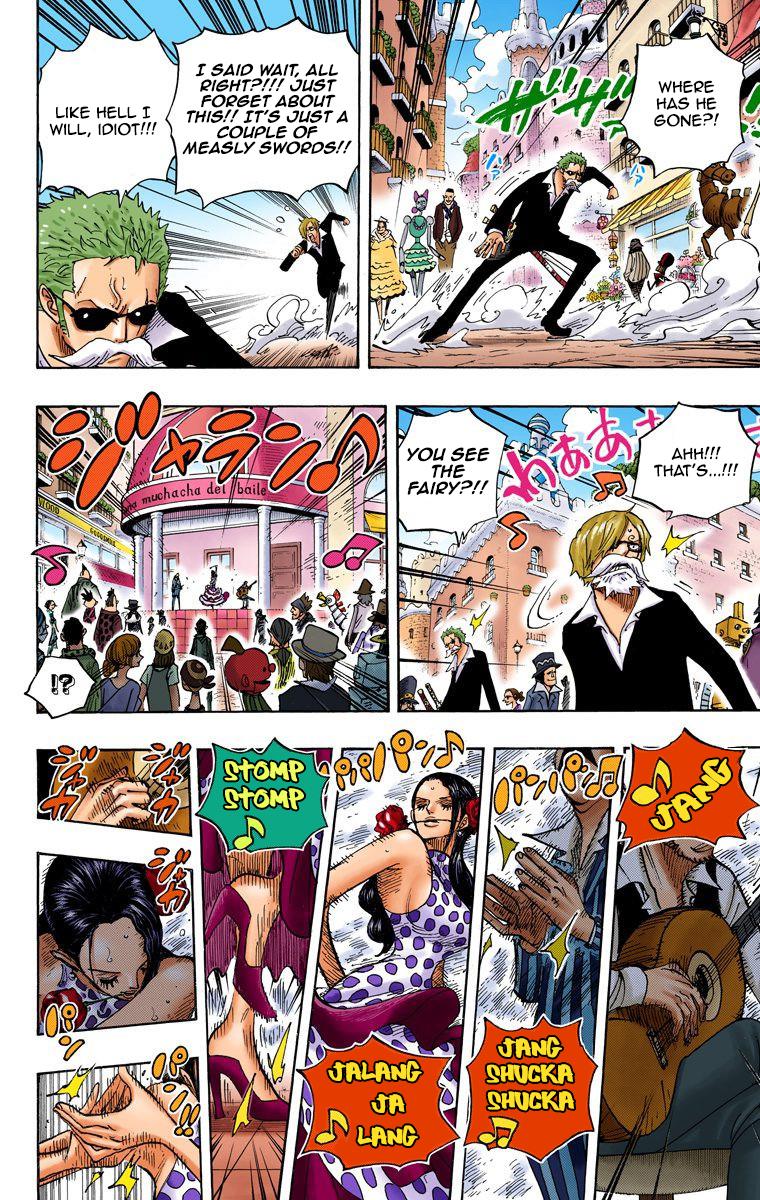 WHERE
HAS HE
GONE?!
ザザザ
I SAID WAIT, ALL
RIGHT?!!! JUST
FORGET ABOUT
THIS!! IT'S JUST A
COUPLE OF
MEASLY SWORDS!!
LIKE HELL I
WILL, IDIOT!!!
AHH!!!
THAT'S...!!!
わああ
YOU SEE
THE
FAIRY?!!
ジャラン♪
muchacha del baile
!?
JANG
パンパン♫
JANG
SHUCKA
SHUCKA
パパパン♪
JALANG
JA
LANG
STOMP
STOMP
ジャカ
ジャカ
ジャカ
パン
パン